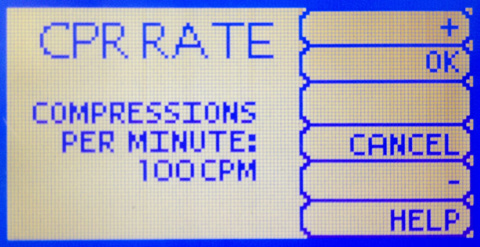 CPR RATE
COMPRESSIONS
PER MINUTE:
100 CPM
+
OK
CANCEL
-
HELP